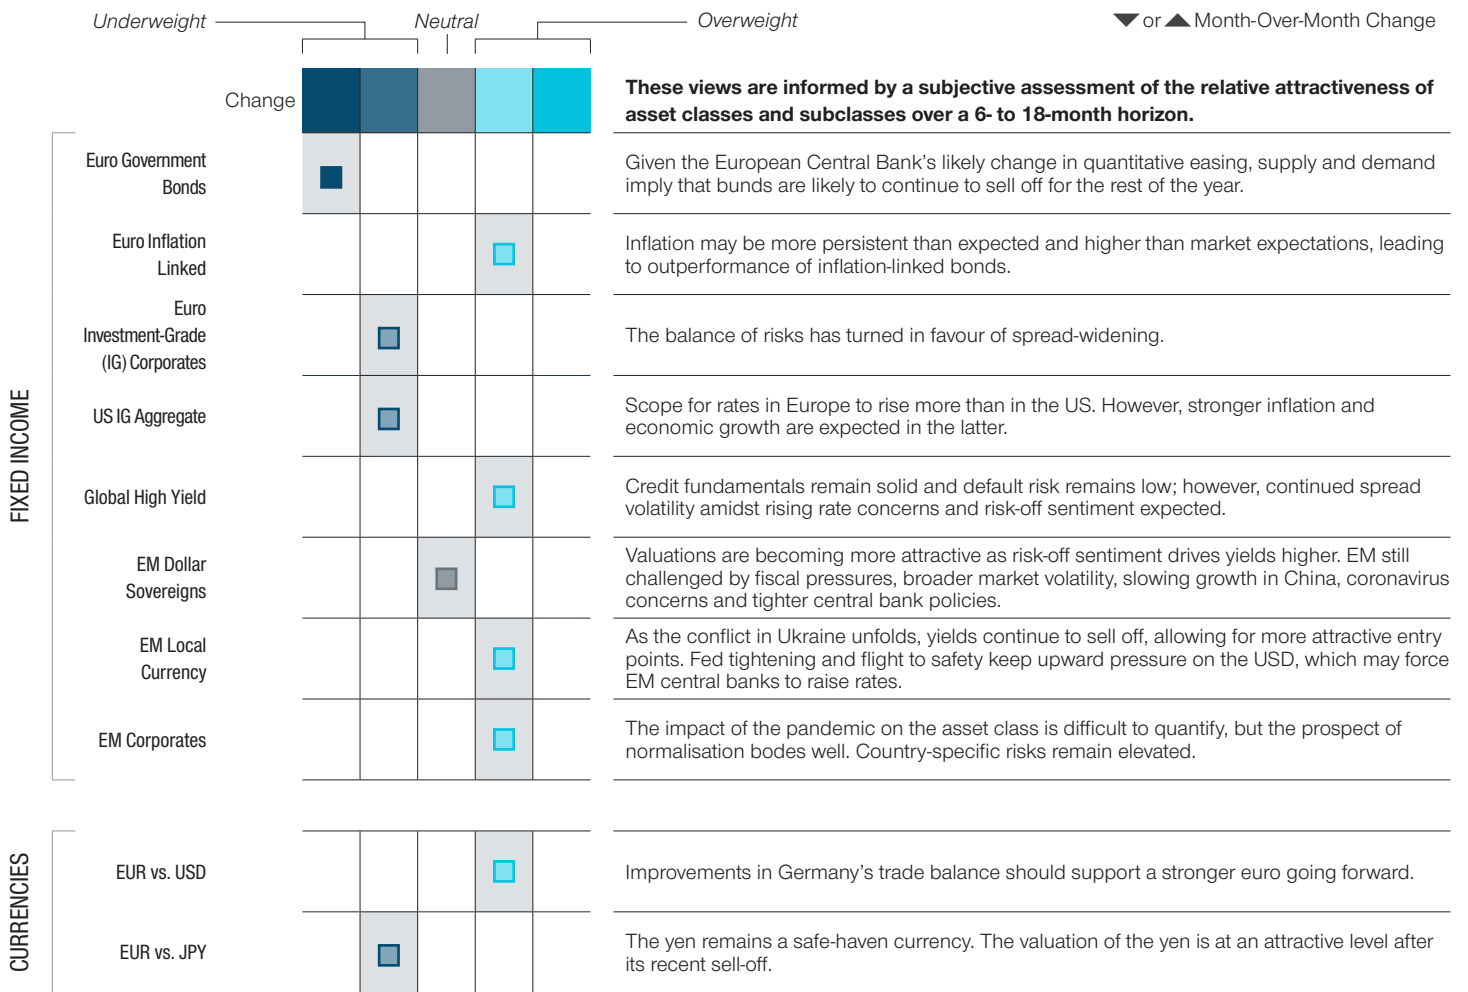 Underweight
Neutral
Overweight
or Month-Over-Month Change
Change
These views are informed by a subjective assessment of the relative attractiveness of
asset classes and subclasses over a 6- to 18-month horizon.
FIXED INCOME
Euro Government
Bonds
Given the European Central Bank’s likely change in quantitative easing, supply and demand
imply that bunds are likely to continue to sell off for the rest of the year.
Euro Inflation
Linked
Inflation may be more persistent than expected and higher than market expectations, leading
to outperformance of inflation-linked bonds.
Euro
Investment-Grade
(IG) Corporates
The balance of risks has turned in favour of spread-widening.
US IG Aggregate
Scope for rates in Europe to rise more than in the US. However, stronger inflation and
economic growth are expected in the latter.
Global High Yield
Credit fundamentals remain solid and default risk remains low; however, continued spread
volatility amidst rising rate concerns and risk-off sentiment expected.
EM Dollar
Sovereigns
Valuations are becoming more attractive as risk-off sentiment drives yields higher. EM still
challenged by fiscal pressures, broader market volatility, slowing growth in China, coronavirus
concerns and tighter central bank policies.
EM Local
Currency
As the conflict in Ukraine unfolds, yields continue to sell off, allowing for more attractive entry
points. Fed tightening and flight to safety keep upward pressure on the USD, which may force
EM central banks to raise rates.
EM Corporates
The impact of the pandemic on the asset class is difficult to quantify, but the prospect of
normalisation bodes well. Country-specific risks remain elevated.
CURRENCIES
EUR vs. USD
Improvements in Germany’s trade balance should support a stronger euro going forward.
EUR vs. JPY
The yen remains a safe-haven currency. The valuation of the yen is at an attractive level after
its recent sell-off.